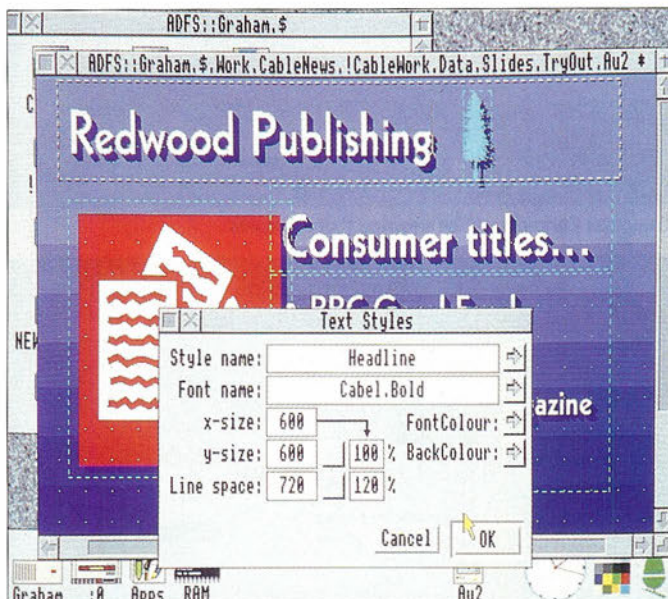 ADFS::Graham.$
ADFS::Graham.$.Work.CableNews.!CableWork.Data.Slides.TryOut.Au2 *
Redwood Publishing
Consumer titles...
azine
Text Styles
Style name: Headline
Font name: Cabel.Bold
x-size: 600
FontColour:
y-size: 600 100 %
BackColour:
Line space: 720 120 %
Cancel
OK
Graham
:0
Apps
RAM
Au2